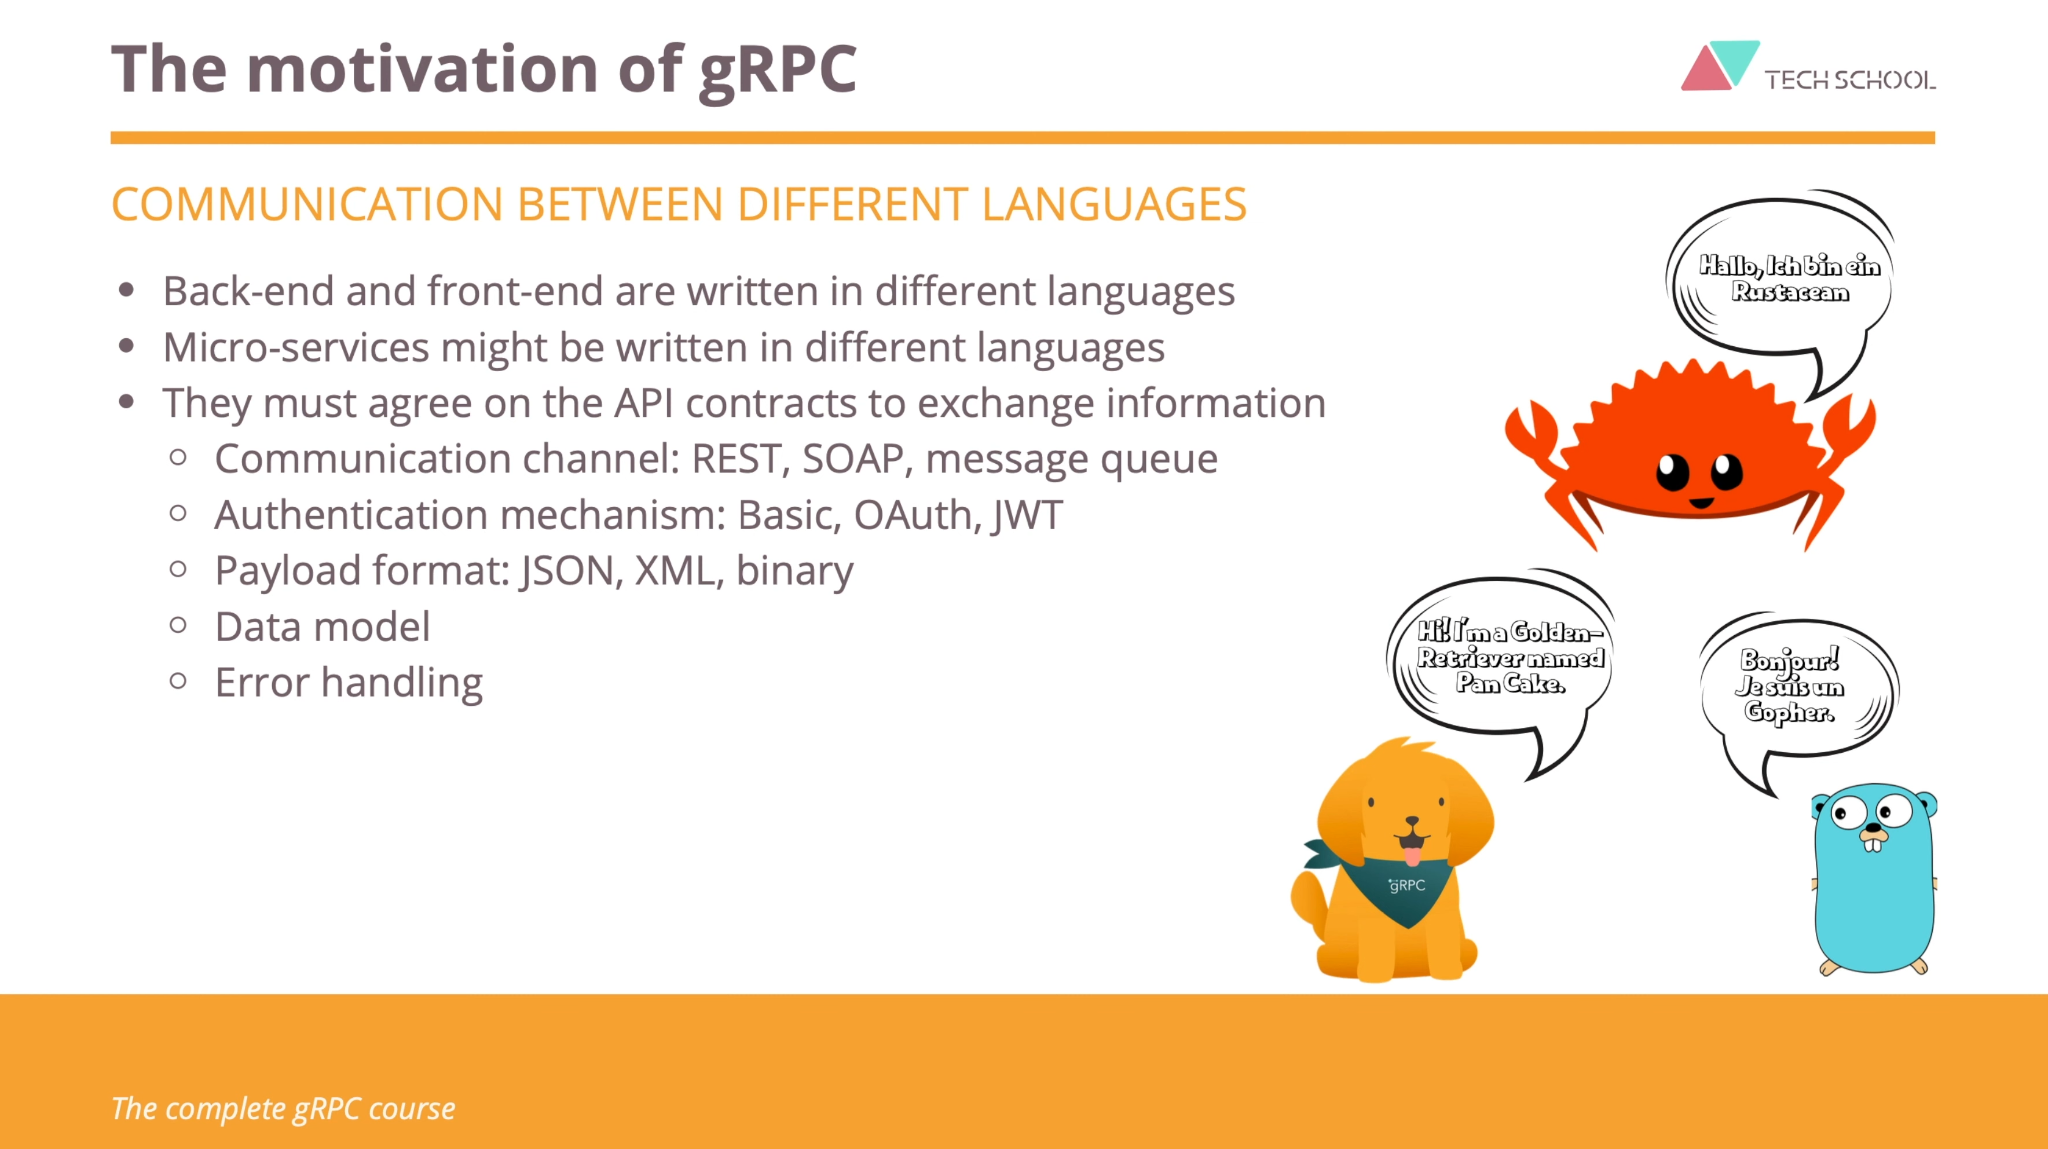 The motivation of gRPC
TECH SCHOOL
COMMUNICATION BETWEEN DIFFERENT LANGUAGES
• Back-end and front-end are written in different languages
• Micro-services might be written in different languages
• They must agree on the API contracts to exchange information
○ Communication channel: REST, SOAP, message queue
○ Authentication mechanism: Basic, OAuth, JWT
○ Payload format: JSON, XML, binary
○ Data model
○ Error handling
Hallo, Ich bin ein
Rustacean
Hi! I'm a Golden-
Retriever named
Pan Cake.
Bonjour!
Je suis un
Gopher.
gRPC
The complete gRPC course